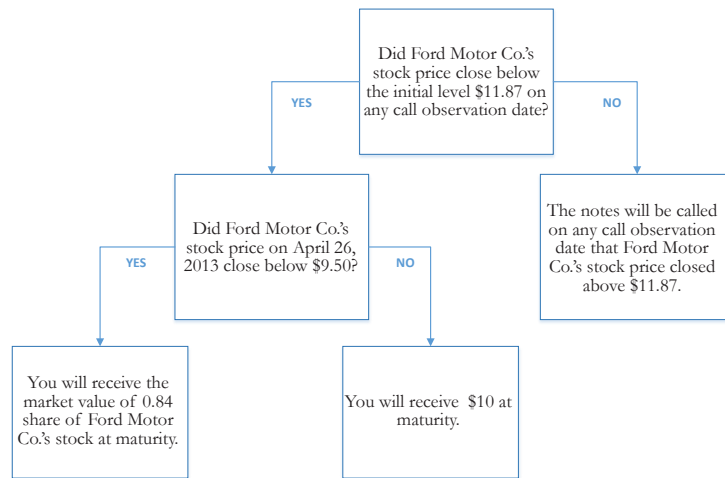 Did Ford Motor Co.'s
stock price close below
the initial level $11.87 on
any call observation date?
YES
NO
Did Ford Motor Co.'s
stock price on April 26,
2013 close below $9.50?
The notes will be called
on any call observation
date that Ford Motor
Co.'s stock price closed
above $11.87.
YES
NO
You will receive the
market value of 0.84
share of Ford Motor
Co.'s stock at maturity.
You will receive $10 at
maturity.